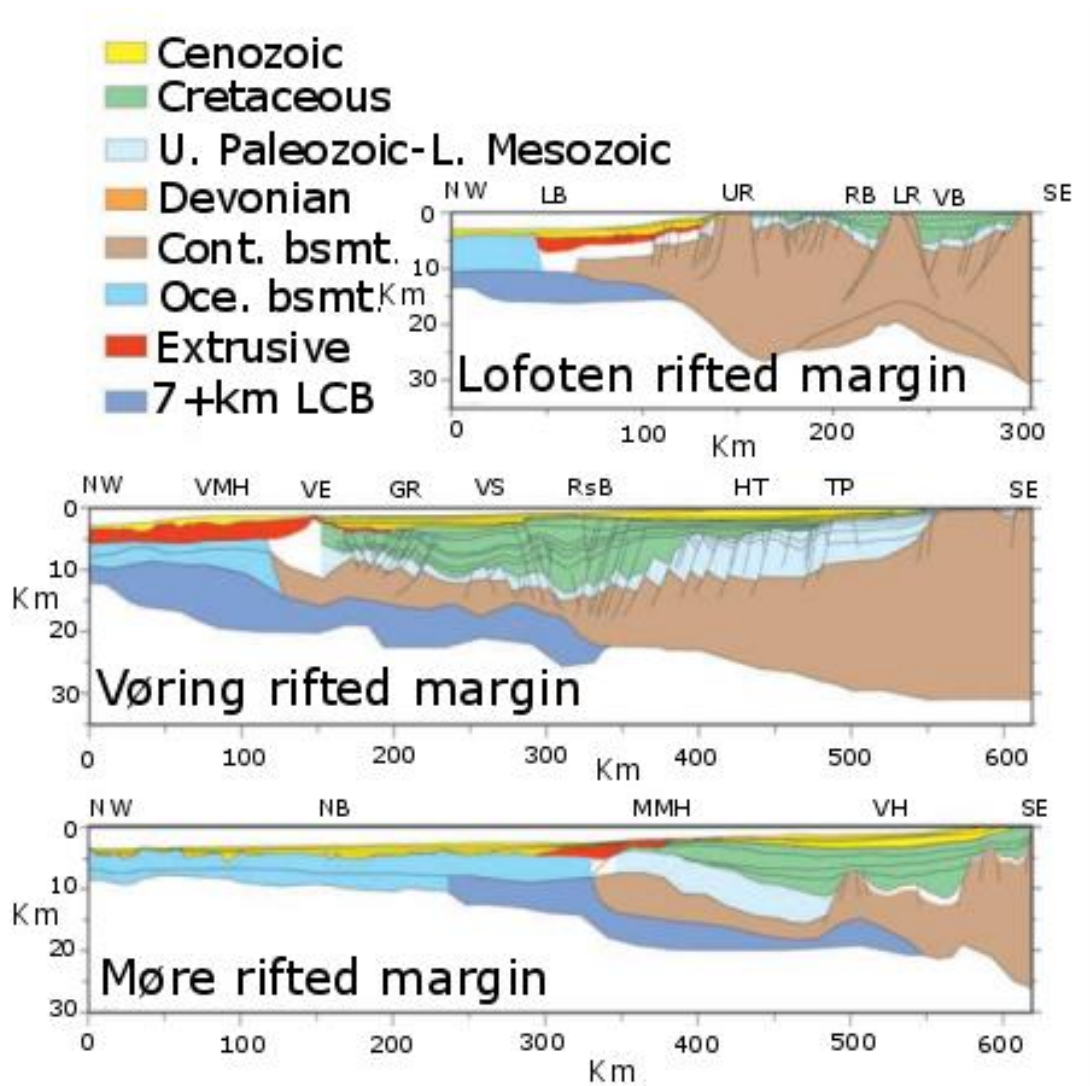 Cenozoic
Cretaceous
U. Paleozoic-L. Mesozoic
Devonian
Cont. bsmt.
Oce. bsmt.
Extrusive
7+km LCB
NW LB UR RB LR VB SE
0
10
Km
20
30
Lofoten rifted margin
0 100 200 300
Km
NW VMH VE GR VS RsB HT TP SE
0
10
Km
20
30
Vøring rifted margin
0 100 200 300 400 500 600
Km
NW NB MMH VH SE
0
10
Km
20
30
Møre rifted margin
0 100 200 300 400 500 600
Km